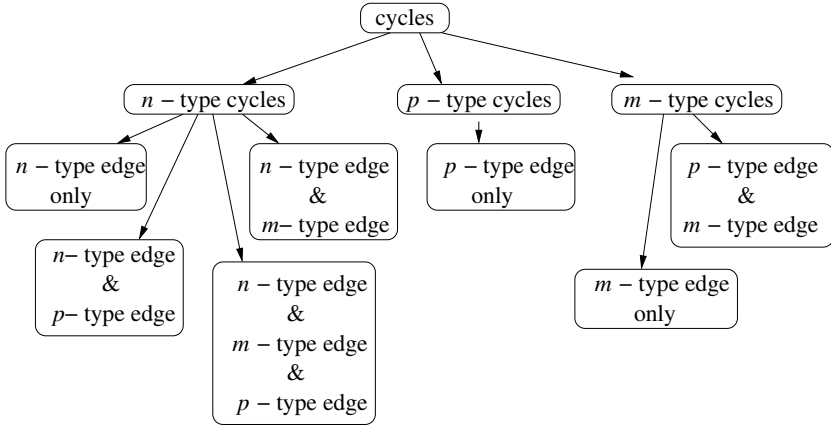 cycles
n – type cycles
p – type cycles
m – type cycles
n – type edge
only
n – type edge
&
m– type edge
p – type edge
only
p – type edge
&
m – type edge
n– type edge
&
p– type edge
n – type edge
&
m – type edge
&
p – type edge
m – type edge
only